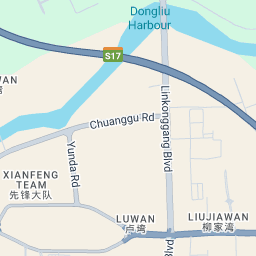 Dongliu
Harbour
S17
Linkonggang Blvd
Chuanggu Rd
Yunda Rd
XIANFENG
TEAM
先锋大队
LUWAN
LIUJIAWAN
柳家湾